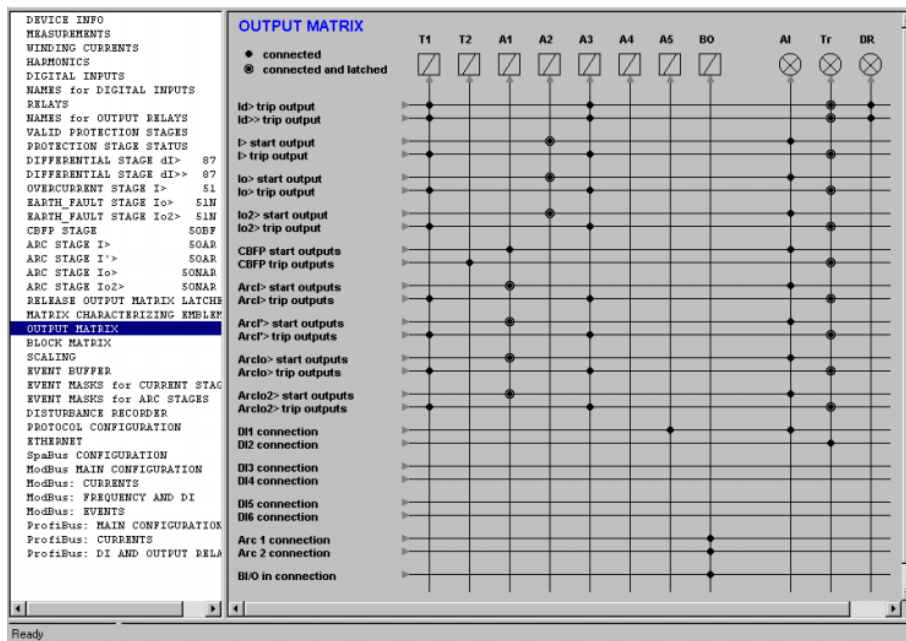 DEVICE INFO
MEASUREMENTS
WINDING CURRENTS
HARMONICS
DIGITAL INPUTS
NAMES for DIGITAL INPUTS
RELAYS
NAMES for OUTPUT RELAYS
VALID PROTECTION STAGES
PROTECTION STAGE STATUS
DIFFERENTIAL STAGE dI> 87
DIFFERENTIAL STAGE dI>> 87
OVERCURRENT STAGE I> 51
EARTH_FAULT STAGE Io> 51N
EARTH_FAULT STAGE Io2> 51N
CBFP STAGE 50BF
ARC STAGE I> 50AR
ARC STAGE I'> 50AR
ARC STAGE Io> 50NAR
ARC STAGE Io2> 50NAR
RELEASE OUTPUT MATRIX LATCHE
MATRIX CHARACTERIZING EMBLEM
OUTPUT MATRIX
BLOCK MATRIX
SCALING
EVENT BUFFER
EVENT MASKS for CURRENT STAG
EVENT MASKS for ARC STAGES
DISTURBANCE RECORDER
PROTOCOL CONFIGURATION
ETHERNET
SpaBus CONFIGURATION
ModBus MAIN CONFIGURATION
ModBus: CURRENTS
ModBus: FREQUENCY AND DI
ModBus: EVENTS
ProfiBus: MAIN CONFIGURATION
ProfiBus: CURRENTS
ProfiBus: DI AND OUTPUT RELA
OUTPUT MATRIX
connected
connected and latched
T1 T2 A1 A2 A3 A4 A5 BO Al Tr DR
Id> trip output
Id>> trip output
I> start output
I> trip output
Io> start output
Io> trip output
Io2> start output
Io2> trip output
CBFP start outputs
CBFP trip outputs
ArcI> start outputs
ArcI> trip outputs
ArcI'> start outputs
ArcI'> trip outputs
ArcIo> start outputs
ArcIo> trip outputs
ArcIo2> start outputs
ArcIo2> trip outputs
DI1 connection
DI2 connection
DI3 connection
DI4 connection
DI5 connection
DI6 connection
Arc 1 connection
Arc 2 connection
BI/O in connection
Ready